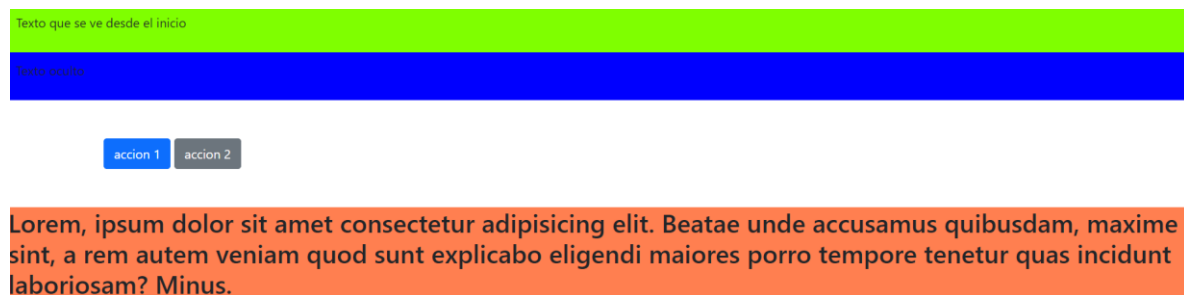 Texto que se ve desde el inicio
Texto oculto
accion 1 accion 2
Lorem, ipsum dolor sit amet consectetur adipisicing elit. Beatae unde accusamus quibusdam, maxime
sint, a rem autem veniam quod sunt explicabo eligendi maiores porro tempore tenetur quas incidunt
laboriosam? Minus.